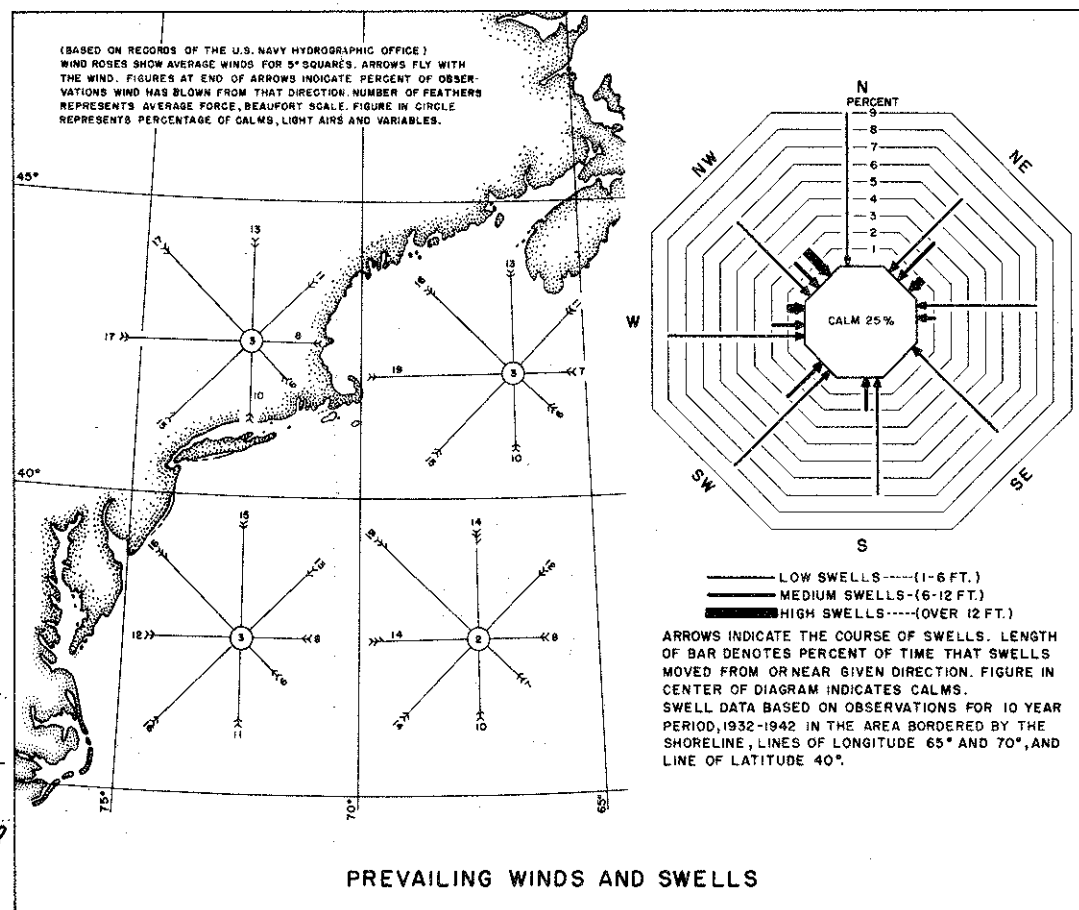 (BASED ON RECORDS OF THE U.S. NAVY HYDROGRAPHIC OFFICE)
WIND ROSES SHOW AVERAGE WINDS FOR 5° SQUARES. ARROWS FLY WITH
THE WIND. FIGURES AT END OF ARROWS INDICATE PERCENT OF OBSER-
VATIONS WIND HAS BLOWN FROM THAT DIRECTION. NUMBER OF FEATHERS
REPRESENTS AVERAGE FORCE, BEAUFORT SCALE. FIGURE IN CIRCLE
REPRESENTS PERCENTAGE OF CALMS, LIGHT AIRS AND VARIABLES.
45°
13
11
17
3
8
10
13
11
19
3
7
10
40°
15
12
3
8
11
14
14
2
8
7
10
75°
70°
65°
N
PERCENT
9
8
7
6
5
4
3
2
1
NW
NE
W
CALM 25%
SW
SE
S
LOW SWELLS-----(1-6 FT.)
MEDIUM SWELLS-(6-12 FT.)
HIGH SWELLS-----(OVER 12 FT.)
ARROWS INDICATE THE COURSE OF SWELLS. LENGTH
OF BAR DENOTES PERCENT OF TIME THAT SWELLS
MOVED FROM OR NEAR GIVEN DIRECTION. FIGURE IN
CENTER OF DIAGRAM INDICATES CALMS.
SWELL DATA BASED ON OBSERVATIONS FOR 10 YEAR
PERIOD, 1932-1942 IN THE AREA BORDERED BY THE
SHORELINE, LINES OF LONGITUDE 65° AND 70°, AND
LINE OF LATITUDE 40°.
PREVAILING WINDS AND SWELLS